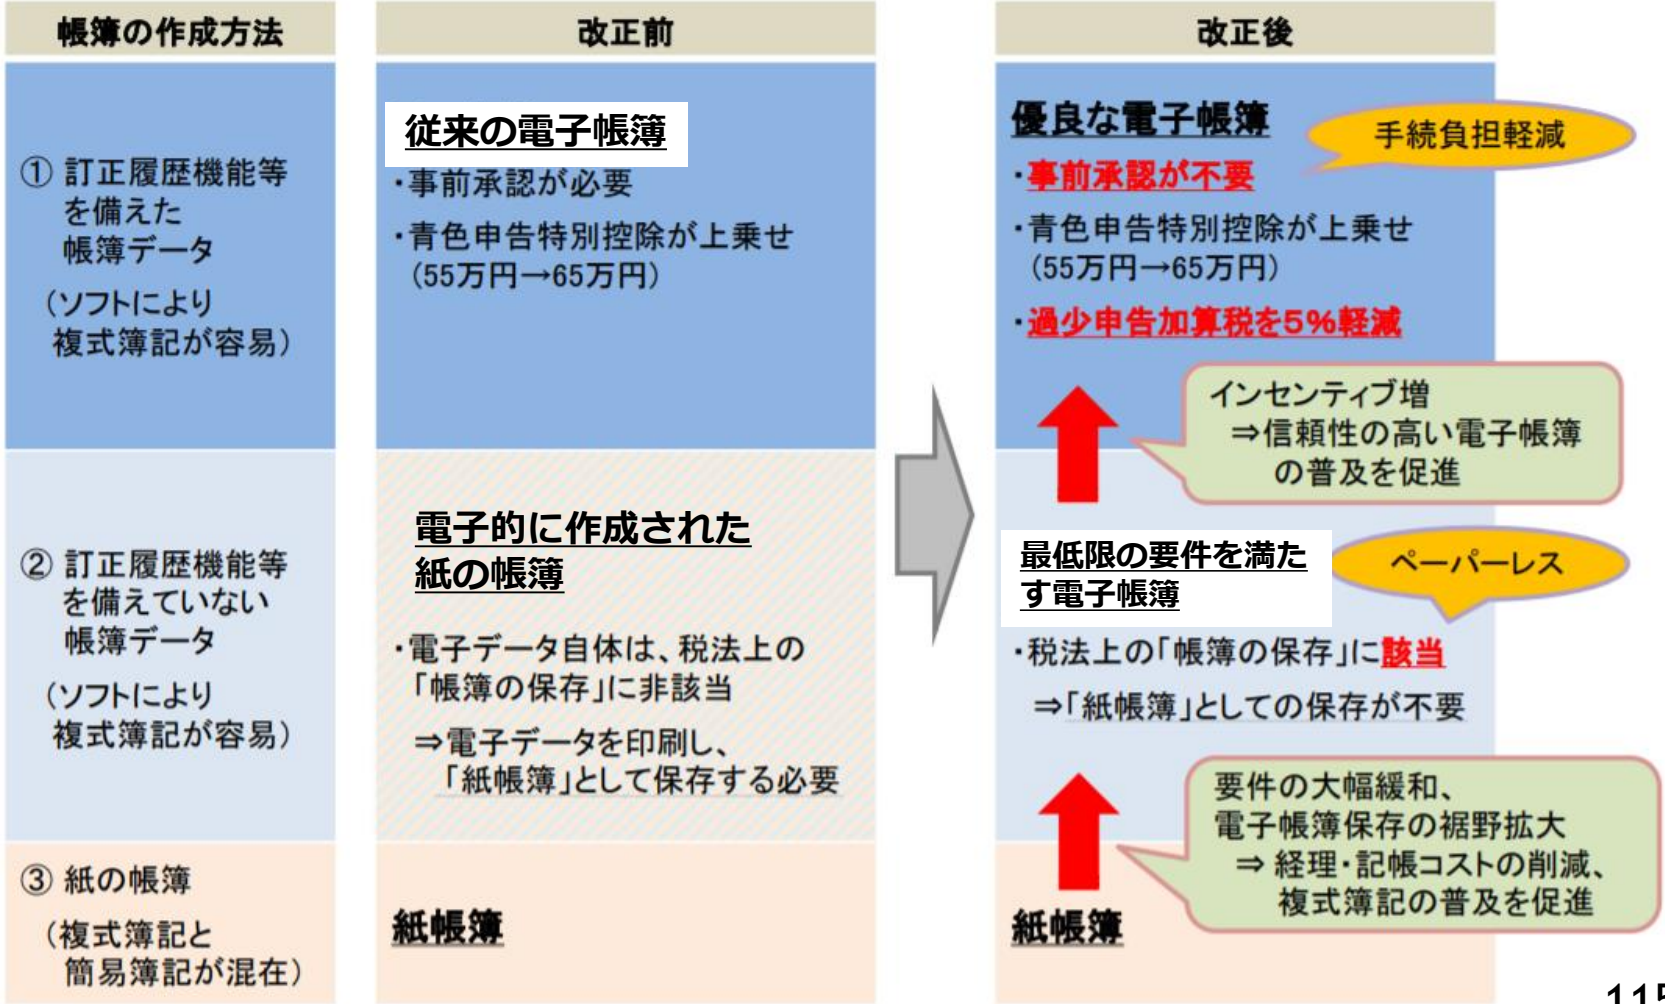 帳簿の作成方法
① 訂正履歴機能等
を備えた
帳簿データ
（ソフトにより
複式簿記が容易）
② 訂正履歴機能等
を備えていない
帳簿データ
（ソフトにより
複式簿記が容易）
③ 紙の帳簿
（複式簿記と
簡易簿記が混在）
改正前
従来の電子帳簿
・事前承認が必要
・青色申告特別控除が上乗せ
（55万円→65万円）
電子的に作成された
紙の帳簿
・電子データ自体は、税法上の
「帳簿の保存」に非該当
⇒電子データを印刷し、
「紙帳簿」として保存する必要
紙帳簿
改正後
優良な電子帳簿
手続負担軽減
・事前承認が不要
・青色申告特別控除が上乗せ
（55万円→65万円）
・過少申告加算税を5%軽減
インセンティブ増
⇒信頼性の高い電子帳簿
の普及を促進
最低限の要件を満た
す電子帳簿
ペーパーレス
・税法上の「帳簿の保存」に該当
⇒「紙帳簿」としての保存が不要
要件の大幅緩和、
電子帳簿保存の裾野拡大
⇒ 経理・記帳コストの削減、
複式簿記の普及を促進
紙帳簿
115